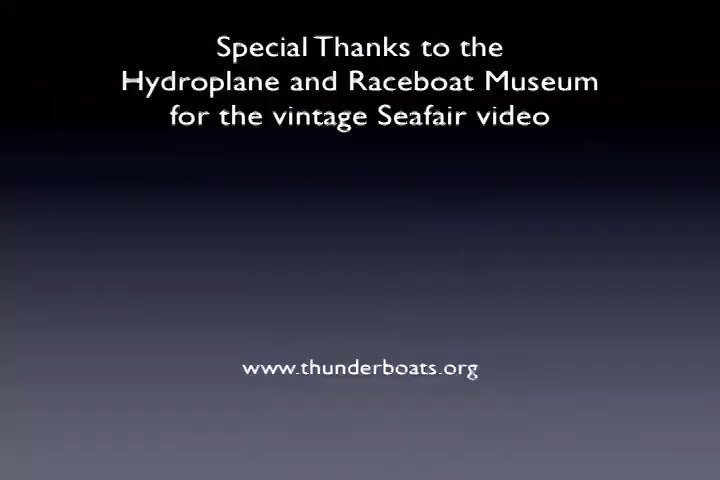 Special Thanks to the
Hydroplane and Raceboat Museum
for the vintage Seafair video
www.thunderboats.org